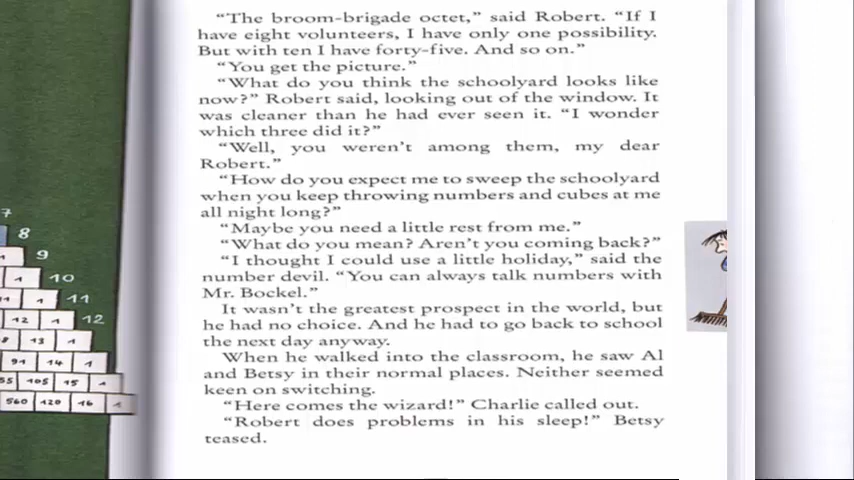 “The broom-brigade octet,” said Robert. “If I
have eight volunteers, I have only one possibility.
But with ten I have forty-five. And so on.”
“You get the picture.”
“What do you think the schoolyard looks like
now?” Robert said, looking out of the window. It
was cleaner than he had ever seen it. “I wonder
which three did it?”
“Well, you weren’t among them, my dear
Robert.”
“How do you expect me to sweep the schoolyard
when you keep throwing numbers and cubes at me
all night long?”
“Maybe you need a little rest from me.”
“What do you mean? Aren’t you coming back?”
“I thought I could use a little holiday,” said the
number devil. “You can always talk numbers with
Mr. Bockel.”
It wasn’t the greatest prospect in the world, but
he had no choice. And he had to go back to school
the next day anyway.
When he walked into the classroom, he saw Al
and Betsy in their normal places. Neither seemed
keen on switching.
“Here comes the wizard!” Charlie called out.
“Robert does problems in his sleep!” Betsy
teased.
7
8
1 9
1 10
11 1 11
12 1 12
13 1
91 14 1
105 15 1
560 120 16 1